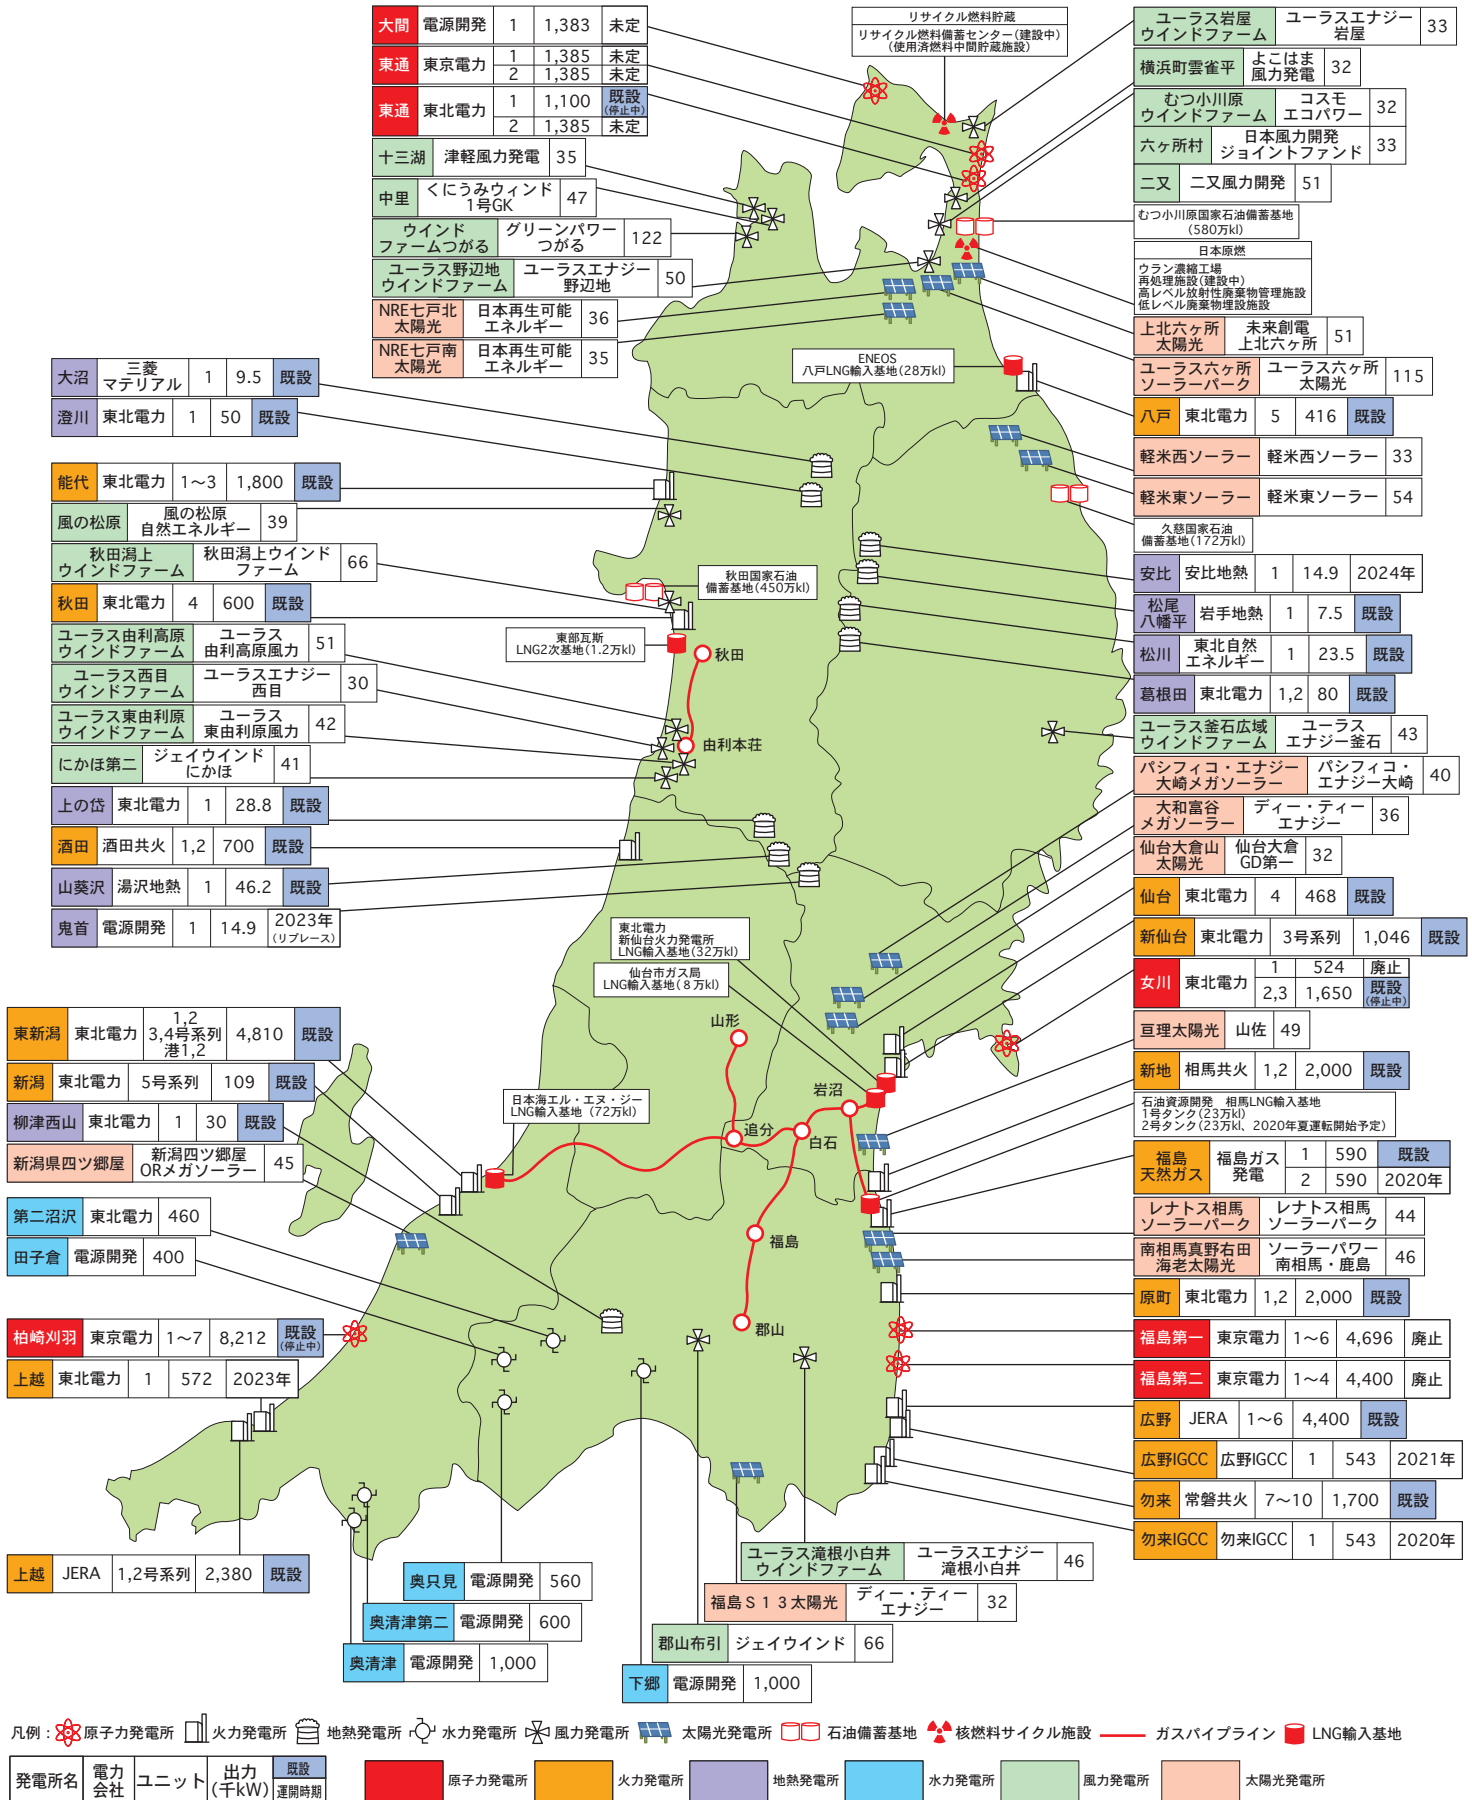 大間 電源開発 1 1,383 未定
東通 東京電力 1 1,385 未定
2 1,385 未定
東通 東北電力 1 1,100 既設
(停止中)
2 1,385 未定
十三湖 津軽風力発電 35
中里 くにうみウィンド
1号GK 47
ウインド
ファームつがる グリーンパワー
つがる 122
ユーラス野辺地
ウインドファーム ユーラスエナジー
野辺地 50
NRE七戸北
太陽光 日本再生可能
エネルギー 36
NRE七戸南
太陽光 日本再生可能
エネルギー 35
リサイクル燃料貯蔵
リサイクル燃料備蓄センター(建設中)
(使用済燃料中間貯蔵施設)
ユーラス岩屋
ウインドファーム ユーラスエナジー
岩屋 33
横浜町雲雀平 よこはま
風力発電 32
むつ小川原
ウインドファーム コスモ
エコパワー 32
六ヶ所村 日本風力開発
ジョイントファンド 33
二又 二又風力開発 51
むつ小川原国家石油備蓄基地
(580万kl)
日本原燃
ウラン濃縮工場
再処理施設(建設中)
高レベル放射性廃棄物管理施設
低レベル廃棄物埋設施設
上北六ヶ所
太陽光 未来創電
上北六ヶ所 51
ユーラス六ヶ所
ソーラーパーク ユーラス六ヶ所
太陽光 115
ENEOS
八戸LNG輸入基地(28万kl)
八戸 東北電力 5 416 既設
軽米西ソーラー 軽米西ソーラー 33
軽米東ソーラー 軽米東ソーラー 54
久慈国家石油
備蓄基地(172万kl)
安比 安比地熱 1 14.9 2024年
松尾
八幡平 岩手地熱 1 7.5 既設
松川 東北自然
エネルギー 1 23.5 既設
葛根田 東北電力 1,2 80 既設
ユーラス釜石広域
ウインドファーム ユーラス
エナジー釜石 43
パシフィコ・エナジー
大崎メガソーラー パシフィコ・
エナジー大崎 40
大和富谷
メガソーラー ディー・ティー
エナジー 36
仙台大倉山
太陽光 仙台大倉
GD第一 32
仙台 東北電力 4 468 既設
新仙台 東北電力 3号系列 1,046 既設
女川 東北電力 1 524 廃止
2,3 1,650 既設
(停止中)
亘理太陽光 山佐 49
新地 相馬共火 1,2 2,000 既設
石油資源開発 相馬LNG輸入基地
1号タンク(23万kl)
2号タンク(23万kl、2020年夏運転開始予定)
福島
天然ガス 福島ガス
発電 1 590 既設
2 590 2020年
レナトス相馬
ソーラーパーク レナトス相馬
ソーラーパーク 44
南相馬真野右田
海老太陽光 ソーラーパワー
南相馬・鹿島 46
原町 東北電力 1,2 2,000 既設
福島第一 東京電力 1～6 4,696 廃止
福島第二 東京電力 1～4 4,400 廃止
広野 JERA 1～6 4,400 既設
広野IGCC 広野IGCC 1 543 2021年
勿来 常磐共火 7～10 1,700 既設
勿来IGCC 勿来IGCC 1 543 2020年
大沼 三菱
マテリアル 1 9.5 既設
澄川 東北電力 1 50 既設
能代 東北電力 1～3 1,800 既設
風の松原 風の松原
自然エネルギー 39
秋田潟上
ウインドファーム 秋田潟上ウインド
ファーム 66
秋田 東北電力 4 600 既設
ユーラス由利高原
ウインドファーム ユーラス
由利高原風力 51
ユーラス西目
ウインドファーム ユーラスエナジー
西目 30
ユーラス東由利原
ウインドファーム ユーラス
東由利原風力 42
にかほ第二 ジェイウインド
にかほ 41
上の岱 東北電力 1 28.8 既設
酒田 酒田共火 1,2 700 既設
山葵沢 湯沢地熱 1 46.2 既設
鬼首 電源開発 1 14.9 2023年
(リプレース)
秋田国家石油
備蓄基地(450万kl)
東部瓦斯
LNG2次基地(1.2万kl)
秋田
由利本荘
東北電力
新仙台火力発電所
LNG輸入基地(32万kl)
仙台市ガス局
LNG輸入基地(8万kl)
山形
岩沼
追分
白石
福島
郡山
日本海エル・エヌ・ジー
LNG輸入基地 (72万kl)
東新潟 東北電力 1,2
3,4号系列
港1,2 4,810 既設
新潟 東北電力 5号系列 109 既設
柳津西山 東北電力 1 30 既設
新潟県四ツ郷屋 新潟四ツ郷屋
ORメガソーラー 45
第二沼沢 東北電力 460
田子倉 電源開発 400
柏崎刈羽 東京電力 1～7 8,212 既設
(停止中)
上越 東北電力 1 572 2023年
上越 JERA 1,2号系列 2,380 既設
奥只見 電源開発 560
奥清津第二 電源開発 600
奥清津 電源開発 1,000
ユーラス滝根小白井
ウインドファーム ユーラスエナジー
滝根小白井 46
福島S13太陽光 ディー・ティー
エナジー 32
郡山布引 ジェイウインド 66
下郷 電源開発 1,000
凡例： 原子力発電所 火力発電所 地熱発電所 水力発電所 風力発電所 太陽光発電所 石油備蓄基地 核燃料サイクル施設 ガスパイプライン LNG輸入基地
発電所名 電力
会社 ユニット 出力
(千kW) 既設
運開時期
原子力発電所 火力発電所 地熱発電所 水力発電所 風力発電所 太陽光発電所